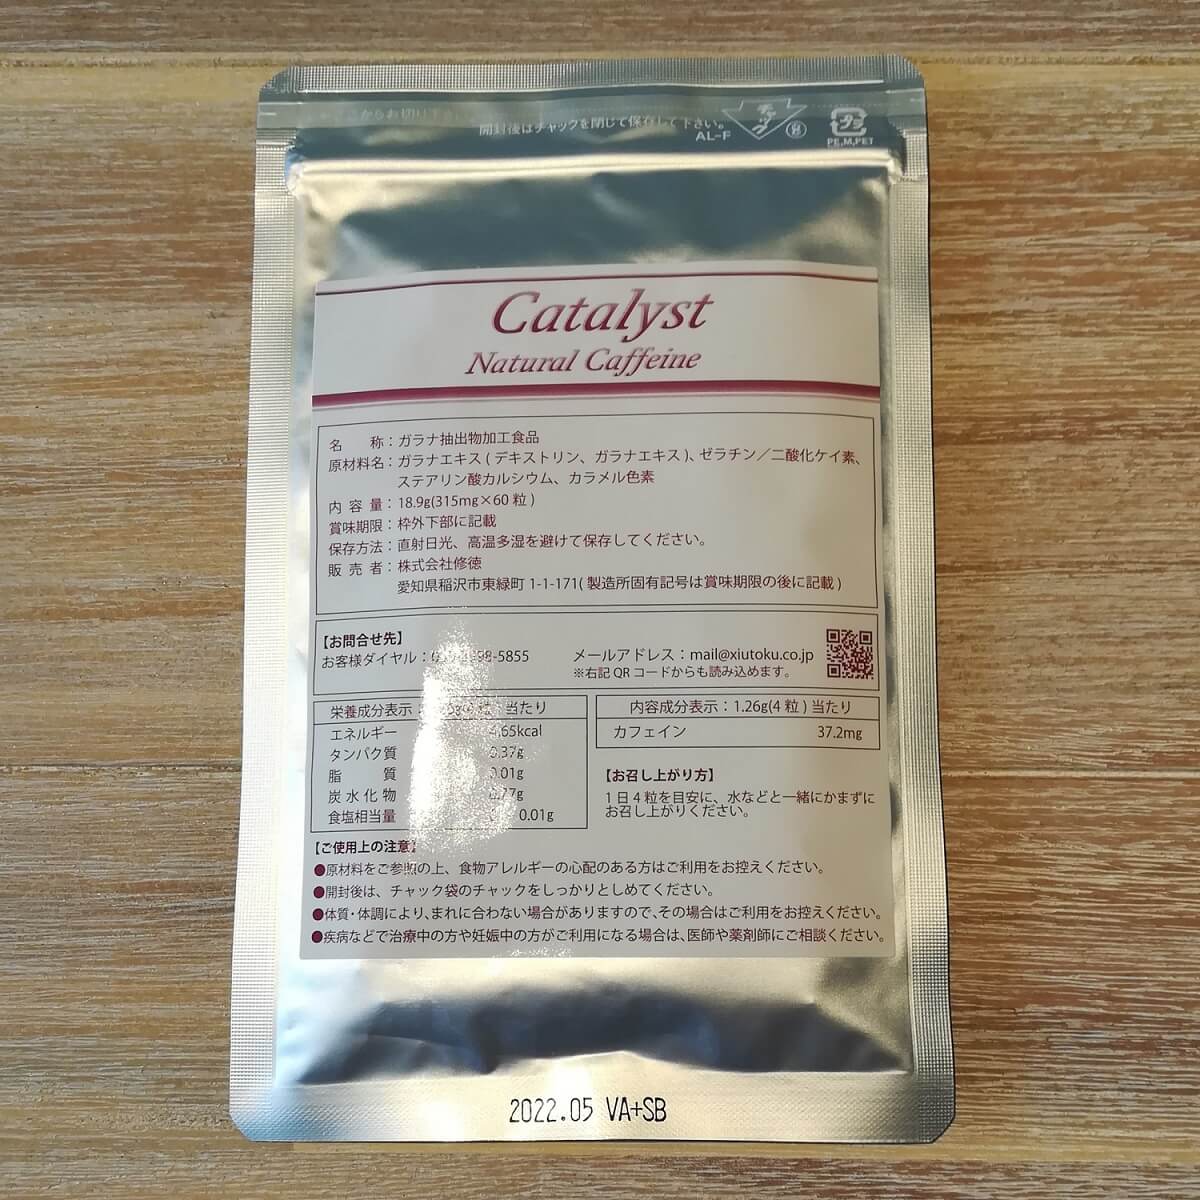 からお切り下さい
開封後はチャックを閉じて保存して下さい。
AL-F
チャック
プラ
PE,M,PET
Catalyst
Natural Caffeine
名 称：ガラナ抽出物加工食品
原材料名：ガラナエキス ( デキストリン、ガラナエキス )、ゼラチン／二酸化ケイ素、
ステアリン酸カルシウム、カラメル色素
内 容 量：18.9g(315mg×60 粒 )
賞味期限：枠外下部に記載
保存方法：直射日光、高温多湿を避けて保存してください。
販 売 者：株式会社修徳
愛知県稲沢市東緑町 1-1-171( 製造所固有記号は賞味期限の後に記載 )
【お問合せ先】
お客様ダイヤル： 98-5855
メールアドレス：mail@xiutoku.co.jp
※右記 QR コードからも読み込めます。
栄養成分表示： 当たり
エネルギー 4.65kcal
タンパク質 0.37g
脂 質 0.01g
炭 水 化 物 0.77g
食塩相当量 0.01g
内容成分表示：1.26g(4 粒 ) 当たり
カフェイン 37.2mg
【お召し上がり方】
1 日 4 粒を目安に、水などと一緒にかまずに
お召し上がりください。
【ご使用上の注意】
●原材料をご参照の上、食物アレルギーの心配のある方はご利用をお控えください。
●開封後は、チャック袋のチャックをしっかりとしめてください。
●体質・体調により、まれに合わない場合がありますので、その場合はご利用をお控えください。
●疾病などで治療中の方や妊娠中の方がご利用になる場合は、医師や薬剤師にご相談ください。
2022.05 VA+SB